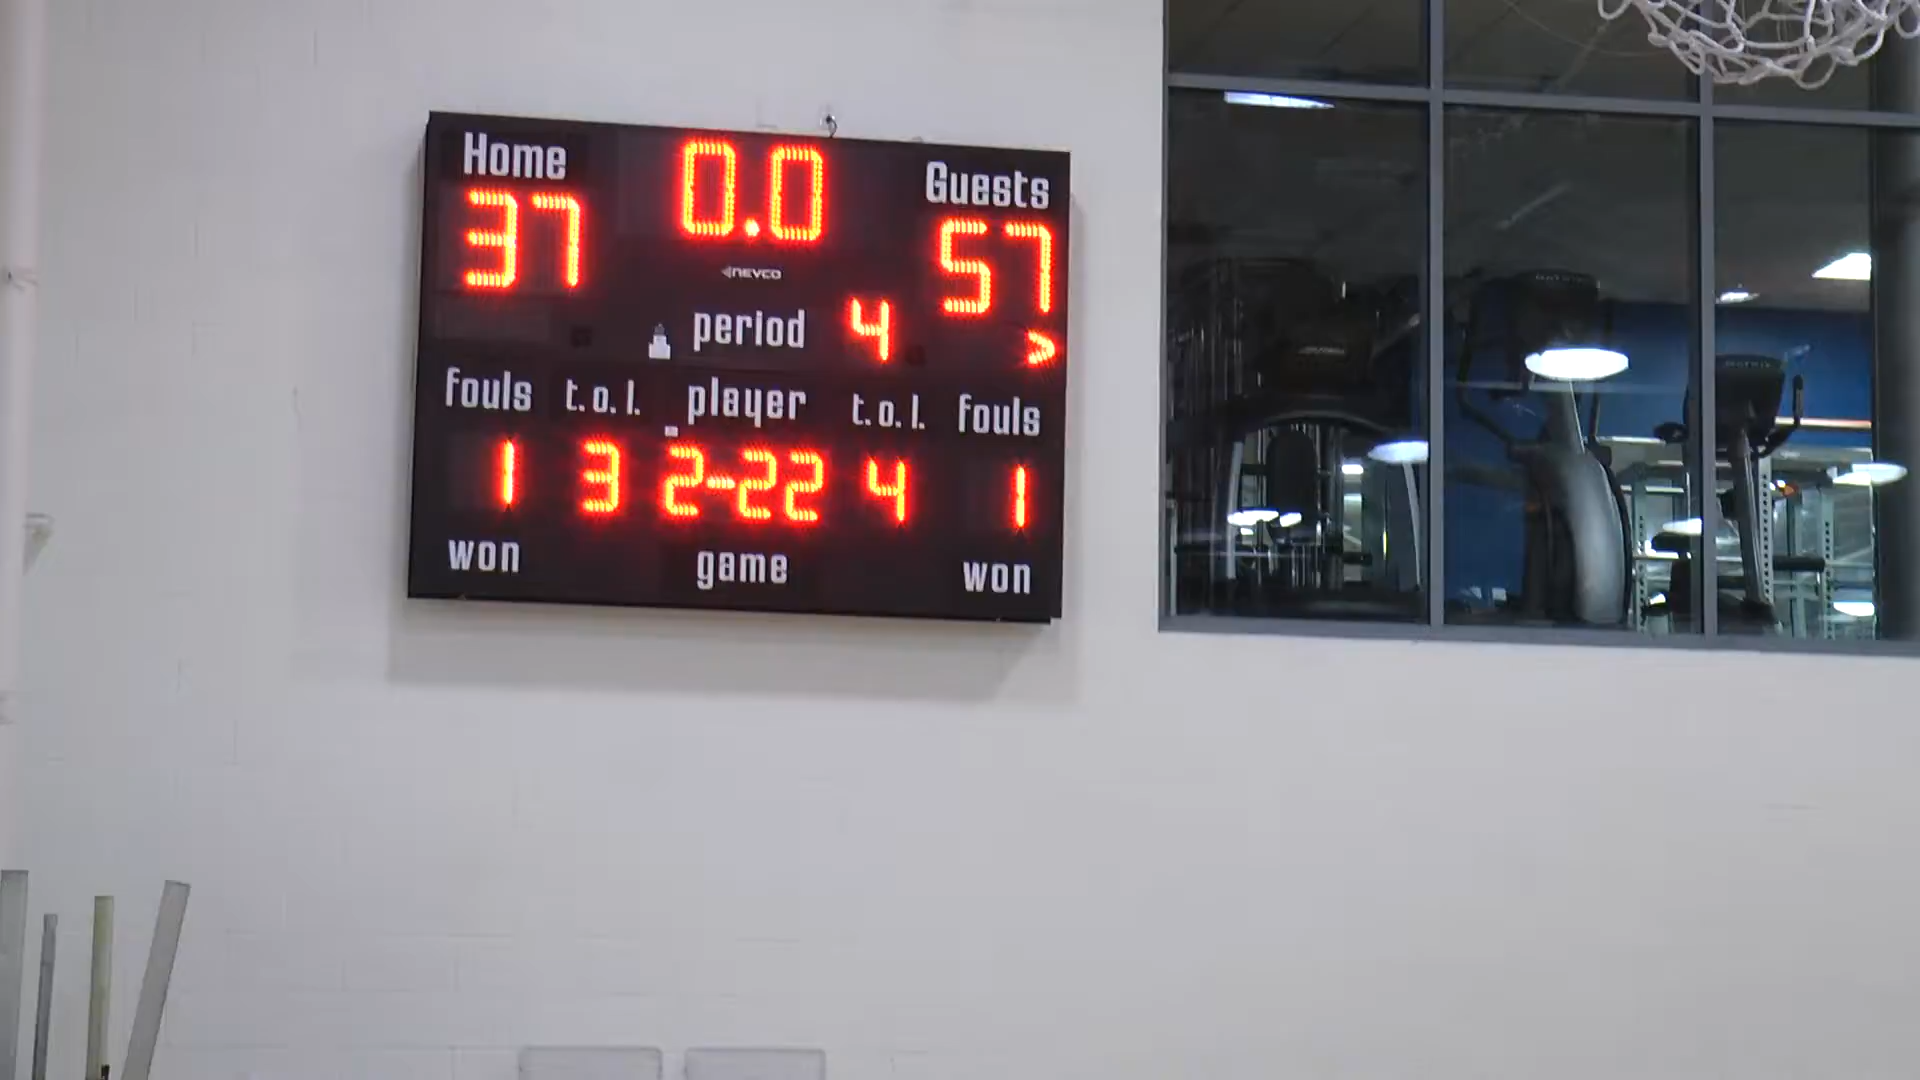 Home 0.0 Guests
37 57
NEVCO
period 4 >
fouls t.o.l. player t.o.l. fouls
1 3 2-22 4 1
won game won